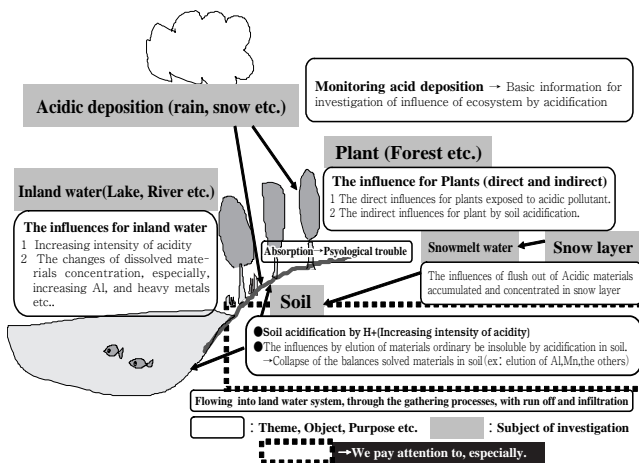 Acidic deposition (rain, snow etc.)
Monitoring acid deposition → Basic information for
investigation of influence of ecosystem by acidification
Plant (Forest etc.)
The influence for Plants (direct and indirect)
1 The direct influences for plants exposed to acidic pollutant.
2 The indirect influences for plant by soil acidification.
Inland water(Lake, River etc.)
The influences for inland water
1 Increasing intensity of acidity
2 The changes of dissolved mate-
rials concentration, especially,
increasing Al, and heavy metals
etc..
Absorption→Psyological trouble
Snowmelt water
Snow layer
The influences of flush out of Acidic materials
accumulated and concentrated in snow layer
Soil
●Soil acidification by H+(Increasing intensity of acidity)
●The influences by elution of materials ordinary be insoluble by acidification in soil.
→Collapse of the balances solved materials in soil(ex: elution of Al,Mn,the others)
Flowing into land water system, through the gathering processes, with run off and infiltration
: Theme, Object, Purpose etc.
: Subject of investigation
→We pay attention to, especially.